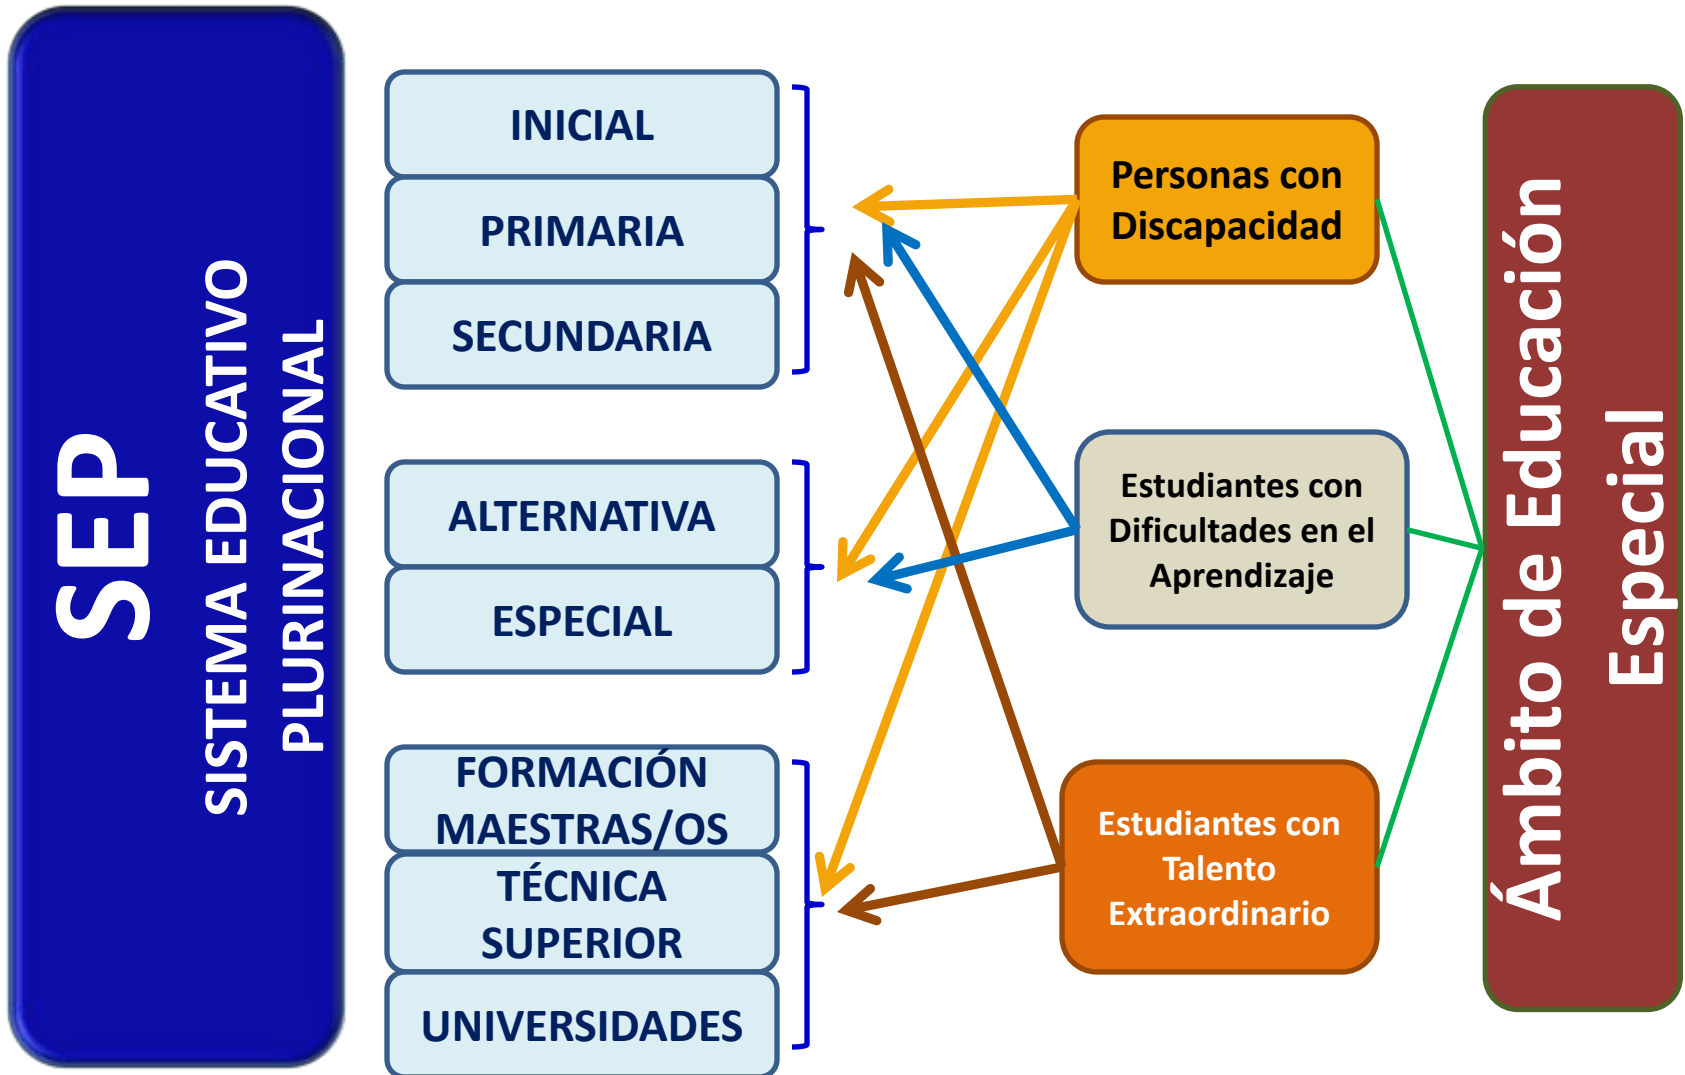 SEP
SISTEMA EDUCATIVO
PLURINACIONAL
INICIAL
PRIMARIA
SECUNDARIA
ALTERNATIVA
ESPECIAL
FORMACIÓN
MAESTRAS/OS
TÉCNICA
SUPERIOR
UNIVERSIDADES
Personas con
Discapacidad
Estudiantes con
Dificultades en el
Aprendizaje
Estudiantes con
Talento
Extraordinario
Ámbito de Educación
Especial